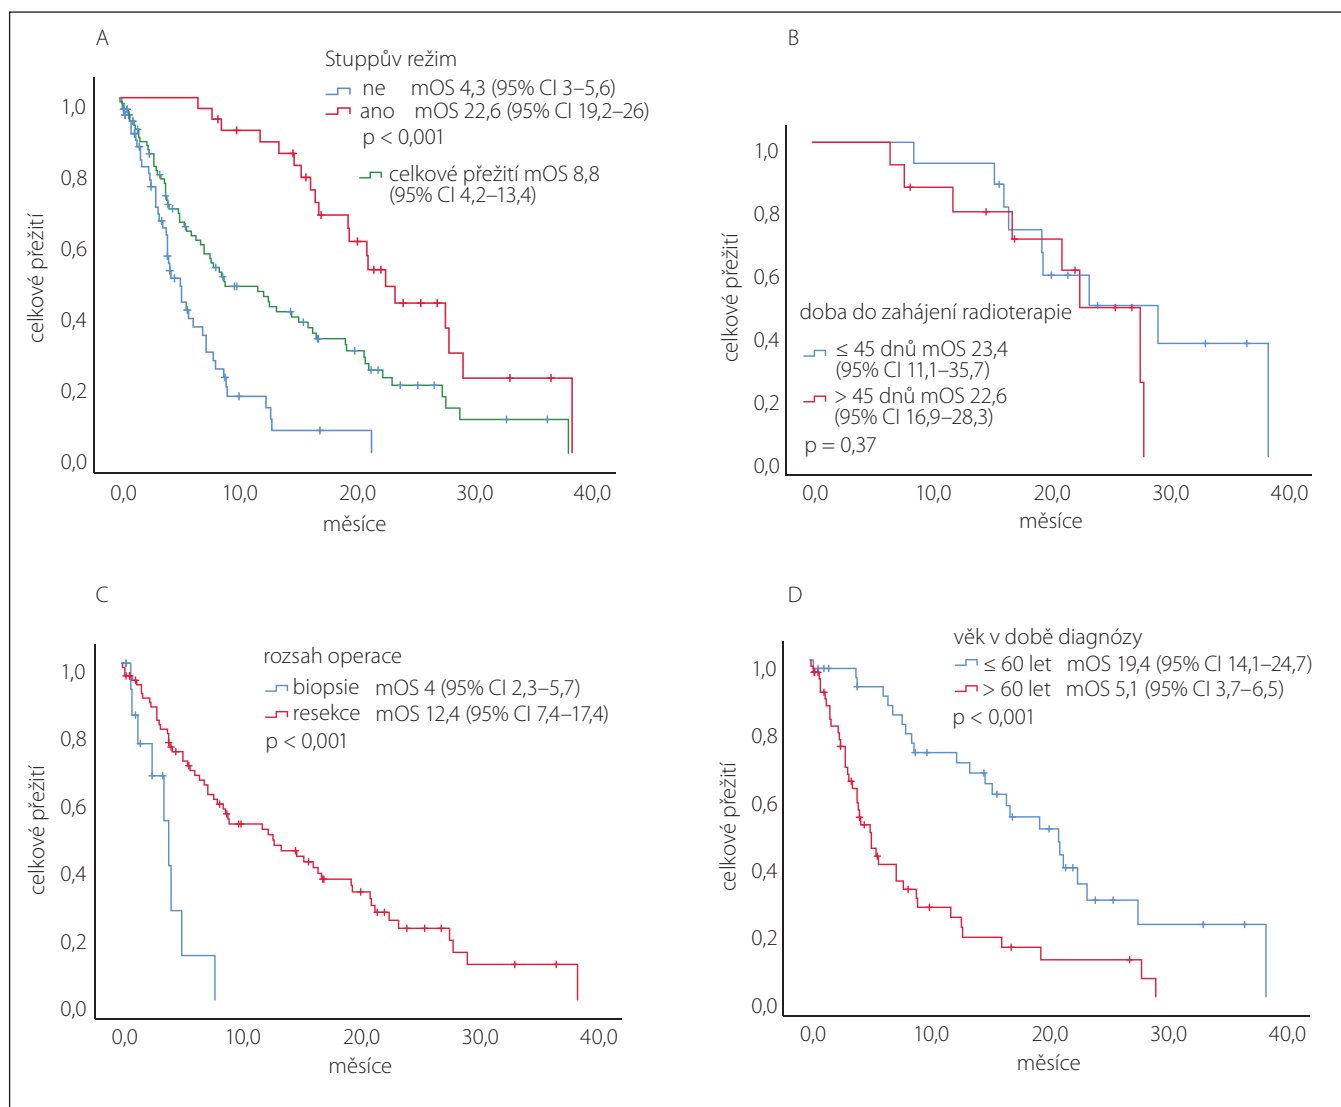 A
Stuppův režim
ne mOS 4,3 (95% CI 3–5,6)
ano mOS 22,6 (95% CI 19,2–26)
p < 0,001
celkové přežití mOS 8,8
(95% CI 4,2–13,4)
celkové přežití
1,0
0,8
0,6
0,4
0,2
0,0
0,0 10,0 20,0 30,0 40,0
měsíce
B
celkové přežití
1,0
0,8
0,6
0,4
0,2
0,0
doba do zahájení radioterapie
≤ 45 dnů mOS 23,4
(95% CI 11,1–35,7)
> 45 dnů mOS 22,6
(95% CI 16,9–28,3)
p = 0,37
0,0 10,0 20,0 30,0 40,0
měsíce
C
rozsah operace
biopsie mOS 4 (95% CI 2,3–5,7)
resekce mOS 12,4 (95% CI 7,4–17,4)
p < 0,001
celkové přežití
1,0
0,8
0,6
0,4
0,2
0,0
0,0 10,0 20,0 30,0 40,0
měsíce
D
věk v době diagnózy
≤ 60 let mOS 19,4 (95% CI 14,1–24,7)
> 60 let mOS 5,1 (95% CI 3,7–6,5)
p < 0,001
celkové přežití
1,0
0,8
0,6
0,4
0,2
0,0
0,0 10,0 20,0 30,0 40,0
měsíce